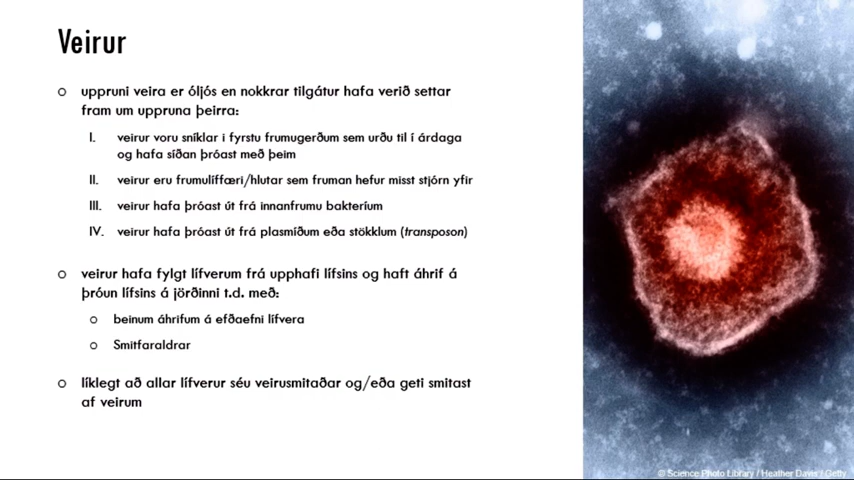 Veirur
uppruni veira er óljós en nokkrar tilgátur hafa verið settar
fram um uppruna þeirra:
I. veirur voru sníklar i fyrstu frumugerðum sem urðu til í árdaga
og hafa síðan þróast með þeim
II. veirur eru frumulíffæri/hlutar sem fruman hefur misst stjórn yfir
III. veirur hafa þróast út frá innanfrumu bakteríum
IV. veirur hafa þróast út frá plasmíðum eða stökklum (transposon)
veirur hafa fylgt lífverum frá upphafi lífsins og haft áhrif á
þróun lífsins á jörðinni t.d. með:
beinum áhrifum á efðaefni lífvera
Smitfaraldrar
líklegt að allar lífverur séu veirusmitaðar og/eða geti smitast
af veirum
© Science Photo Library / Heather Davis / Getty